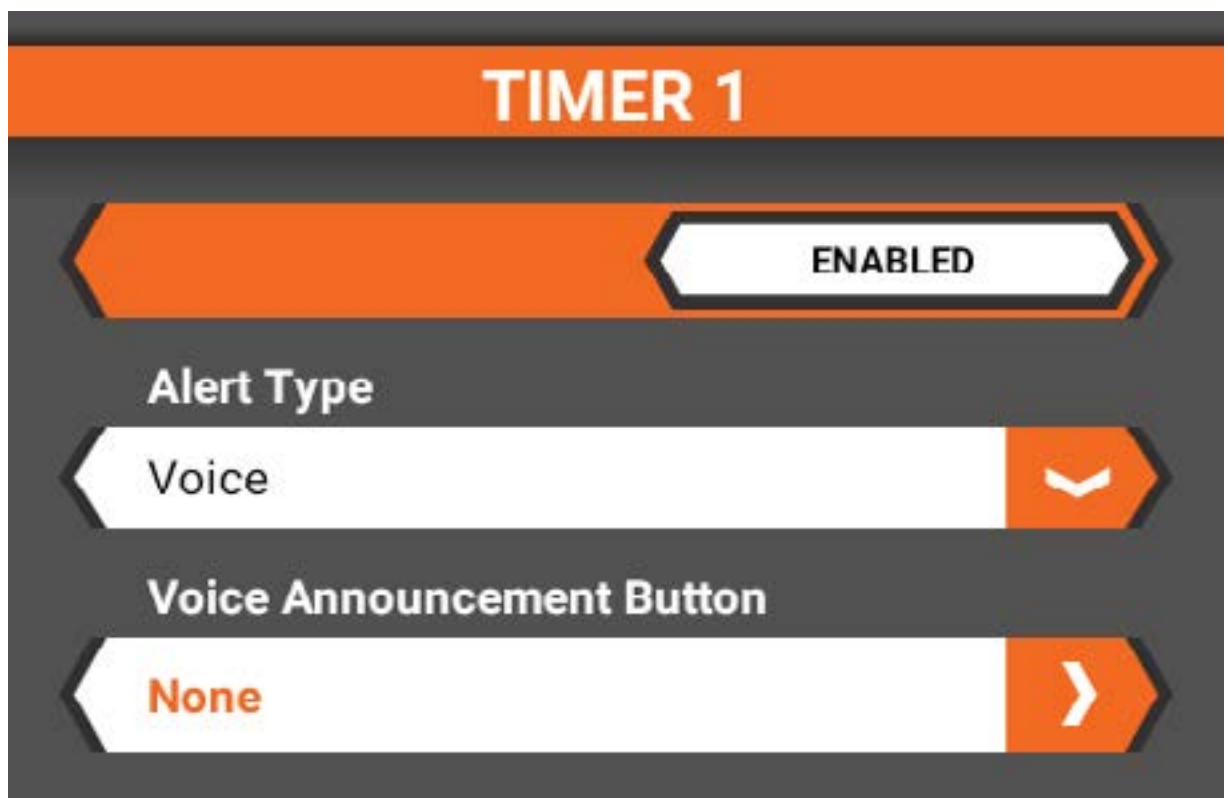 TIMER 1
ENABLED
Alert Type
Voice
Voice Announcement Button
None